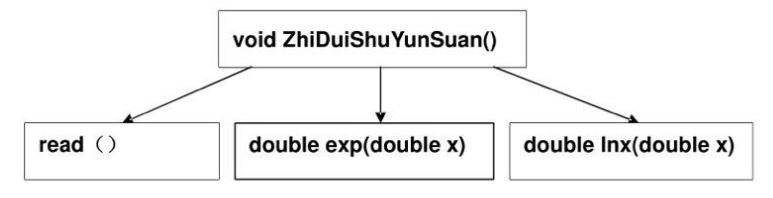 void ZhiDuiShuYunSuan()
read（）
double exp(double x)
double lnx(double x)